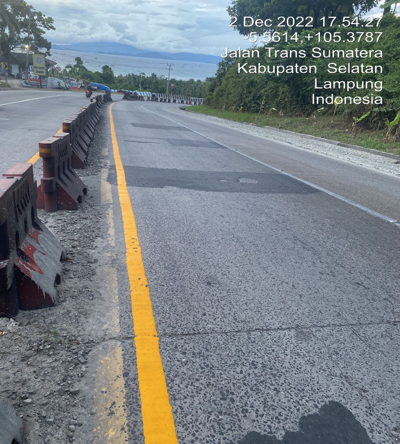 2 Dec 2022 17.54.27
-5.5614,+105.3787
Jalan Trans Sumatera
Kabupaten Selatan
Lampung
Indonesia